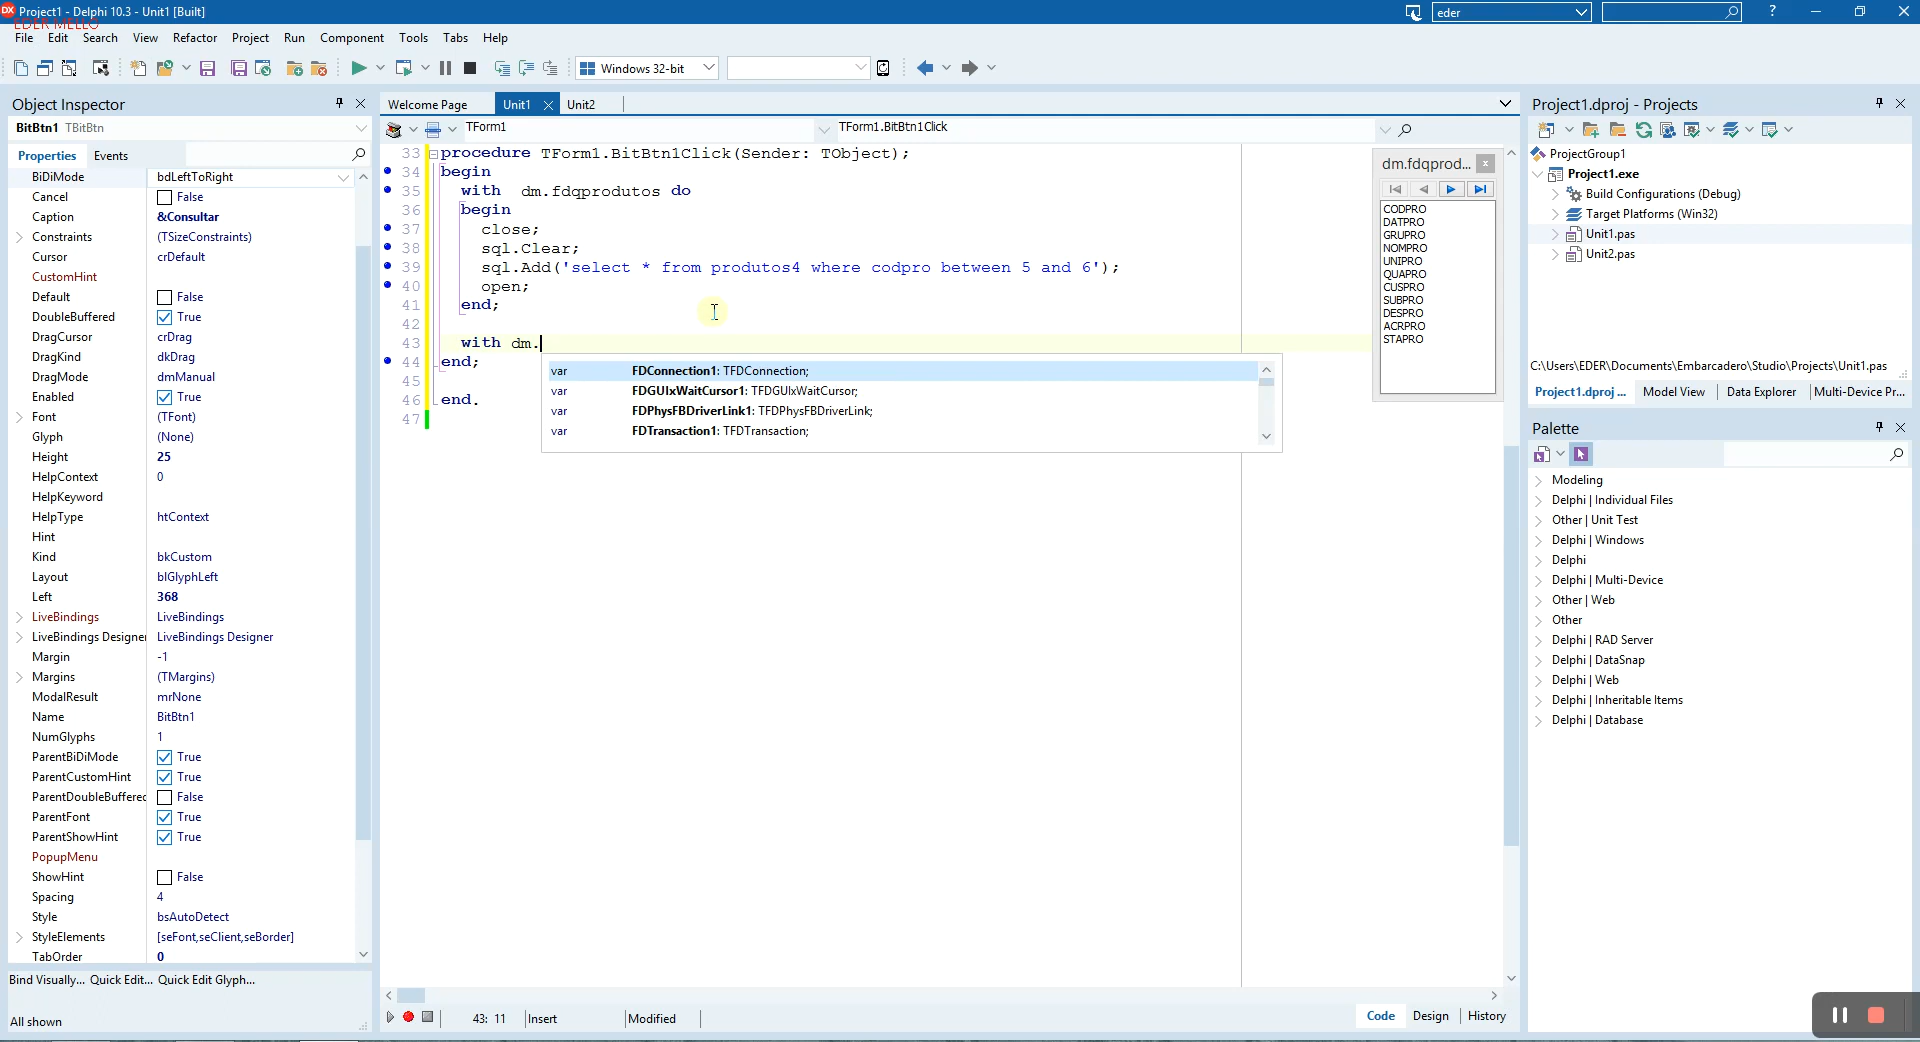 Project1 - Delphi 10.3 - Unit1 [Built]
eder
EDER MELLO
File Edit Search View Refactor Project Run Component Tools Tabs Help
Windows 32-bit
Object Inspector
BitBtn1 TBitBtn
Properties Events
BiDiMode bdLeftToRight
Cancel False
Caption &Consultar
Constraints (TSizeConstraints)
Cursor crDefault
CustomHint
Default False
DoubleBuffered True
DragCursor crDrag
DragKind dkDrag
DragMode dmManual
Enabled True
Font (TFont)
Glyph (None)
Height 25
HelpContext 0
HelpKeyword
HelpType htContext
Hint
Kind bkCustom
Layout blGlyphLeft
Left 368
LiveBindings LiveBindings
LiveBindings Designer LiveBindings Designer
Margin -1
Margins (TMargins)
ModalResult mrNone
Name BitBtn1
NumGlyphs 1
ParentBiDiMode True
ParentCustomHint True
ParentDoubleBuffered False
ParentFont True
ParentShowHint True
PopupMenu
ShowHint False
Spacing 4
Style bsAutoDetect
StyleElements [seFont,seClient,seBorder]
TabOrder 0
Bind Visually... Quick Edit... Quick Edit Glyph...
All shown
Welcome Page Unit1 Unit2
TForm1 TForm1.BitBtn1Click
33 procedure TForm1.BitBtn1Click(Sender: TObject);
34 begin
35 with dm.fdqprodutos do
36 begin
37 close;
38 sql.Clear;
39 sql.Add('select * from produtos4 where codpro between 5 and 6');
40 open;
41 end;
42
43 with dm.
44 end;
45
46 end.
47
var FDConnection1: TFDConnection;
var FDGUIxWaitCursor1: TFDGUIxWaitCursor;
var FDPhysFBDriverLink1: TFDPhysFBDriverLink;
var FDTransaction1: TFDTransaction;
dm.fdqprod... x
CODPRO
DATPRO
GRUPRO
NOMPRO
UNIPRO
QUAPRO
CUSPRO
SUBPRO
DESPRO
ACRPRO
STAPRO
43: 11 Insert Modified
Code Design History
Project1.dproj - Projects
ProjectGroup1
Project1.exe
Build Configurations (Debug)
Target Platforms (Win32)
Unit1.pas
Unit2.pas
C:\Users\EDER\Documents\Embarcadero\Studio\Projects\Unit1.pas
Project1.dproj ... Model View Data Explorer Multi-Device Pr...
Palette
Modeling
Delphi | Individual Files
Other | Unit Test
Delphi | Windows
Delphi
Delphi | Multi-Device
Other | Web
Other
Delphi | RAD Server
Delphi | DataSnap
Delphi | Web
Delphi | Inheritable Items
Delphi | Database